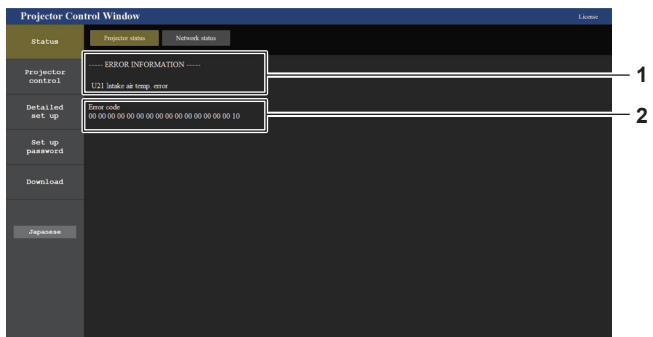 Projector Control Window
License
Status
Projector status
Network status
----- ERROR INFORMATION -----
U21 Intake air temp. error
1
Projector
control
Detailed
set up
Error code
00 00 00 00 00 00 00 00 00 00 00 00 00 00 00 10
2
Set up
password
Download
Japanese